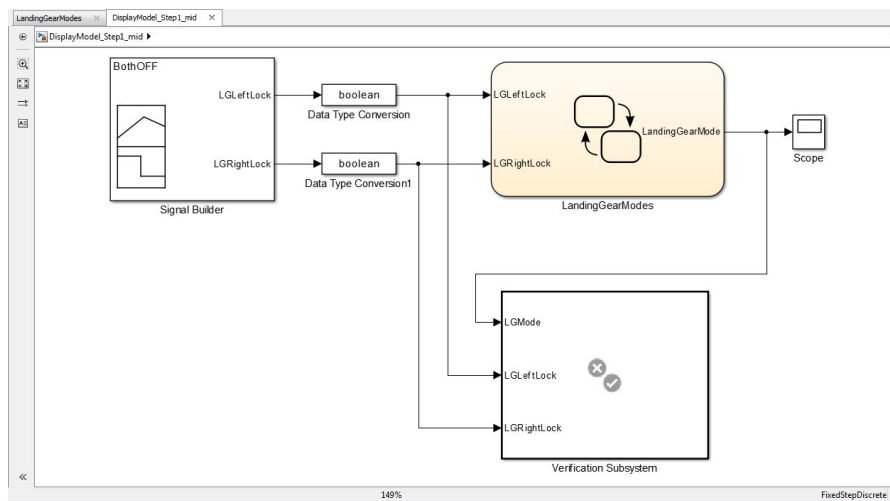 LandingGearModes × DisplayModel_Step1_mid ×
DisplayModel_Step1_mid
BothOFF
LGLeftLock
LGRightLock
Signal Builder
boolean
Data Type Conversion
boolean
Data Type Conversion1
LGLeftLock
LGRightLock
LandingGearMode
LandingGearModes
Scope
LGMode
LGLeftLock
LGRightLock
Verification Subsystem
149%
FixedStepDiscrete